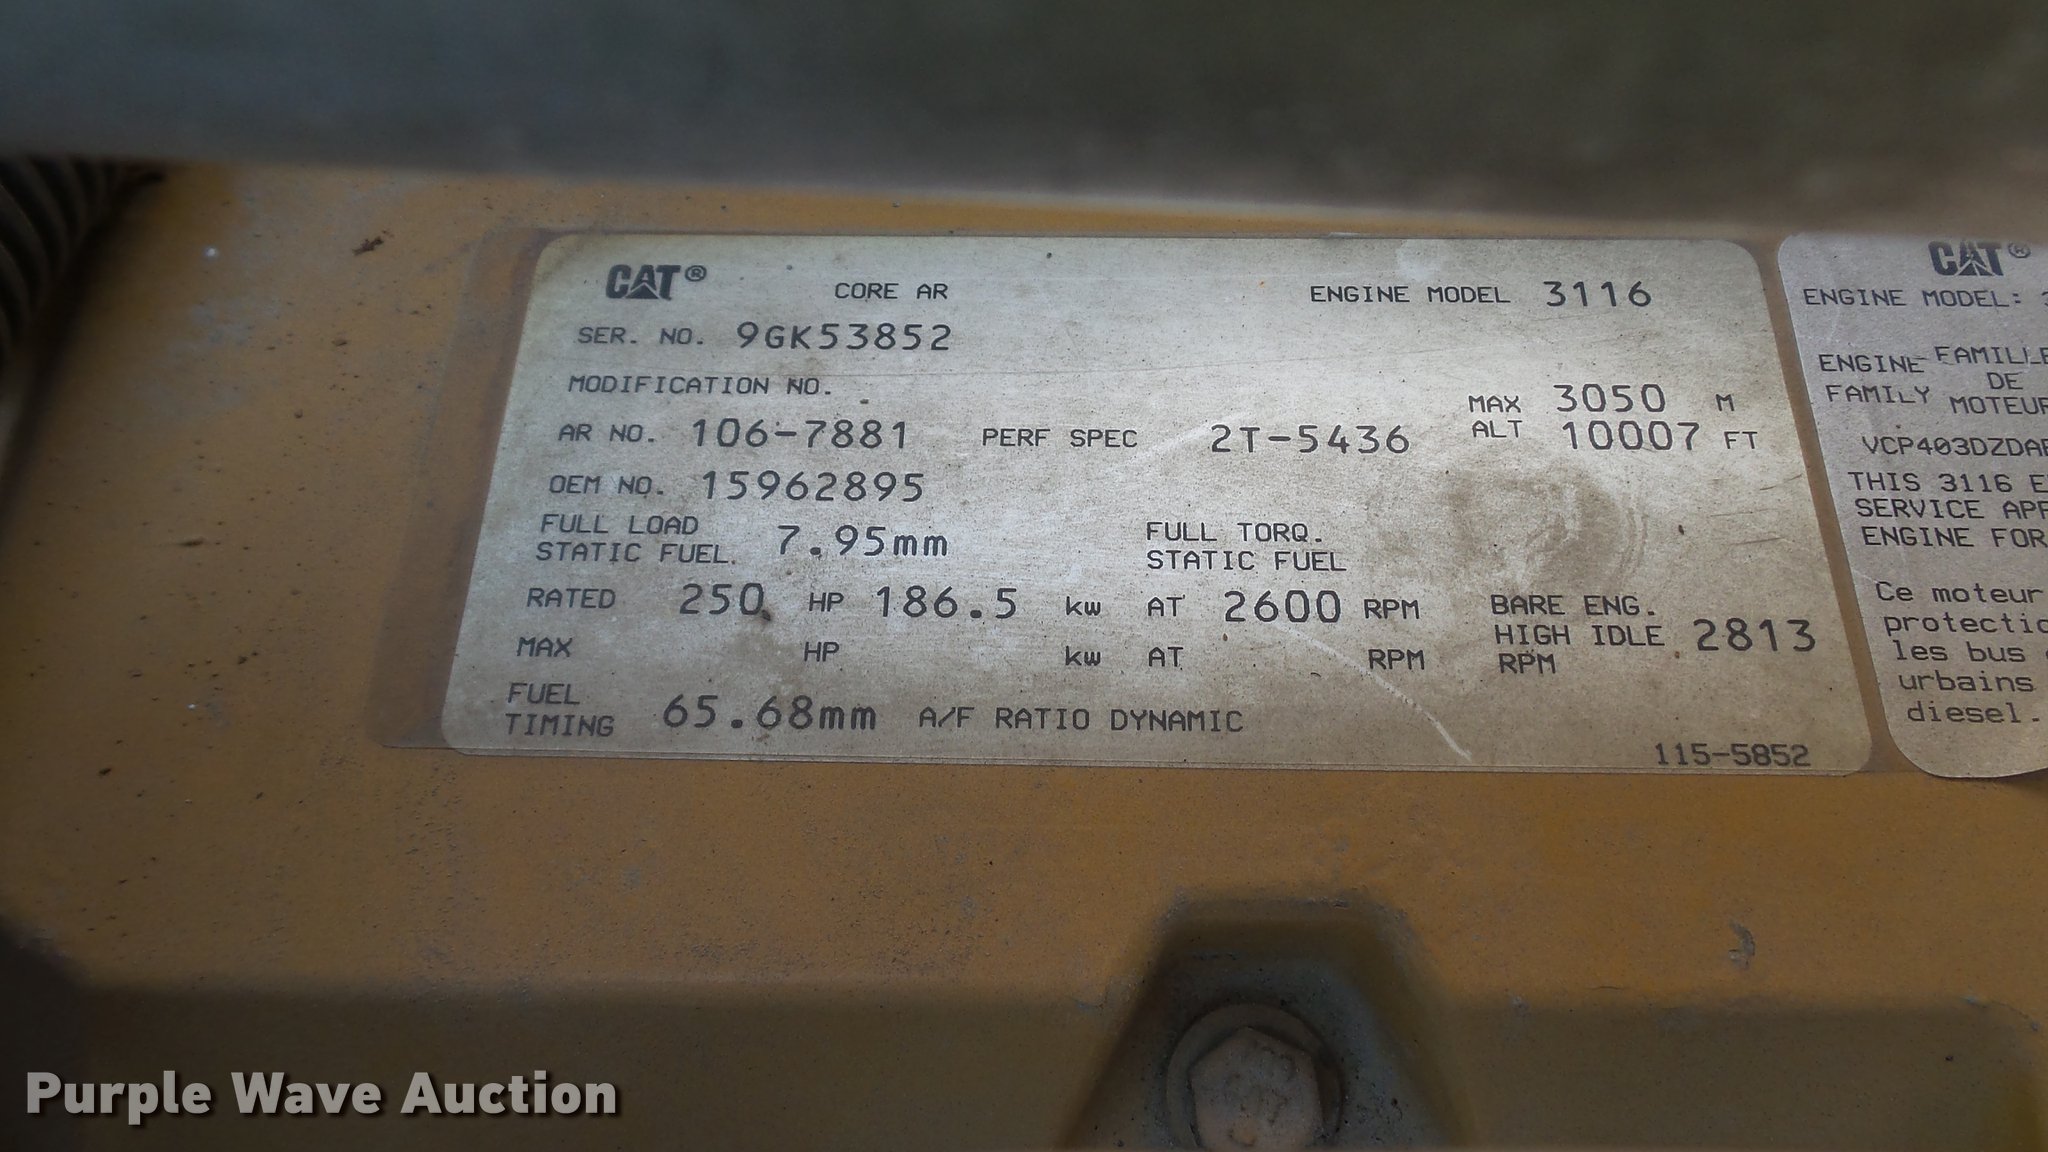 CAT® CORE AR ENGINE MODEL 3116
SER. NO. 9GK53852
MODIFICATION NO.
MAX ALT 3050 M
10007 FT
AR NO. 106-7881 PERF SPEC 2T-5436
OEM NO. 15962895
FULL LOAD
STATIC FUEL. 7.95mm
FULL TORQ.
STATIC FUEL
RATED 250 HP 186.5 kw AT 2600 RPM
MAX HP kw AT RPM
BARE ENG.
HIGH IDLE 2813
RPM
FUEL
TIMING 65.68mm A/F RATIO DYNAMIC
115-5852
CAT®
ENGINE MODEL:
ENGINE FAMILLE
DE
FAMILY MOTEUR
VCP403DZDA
THIS 3116
SERVICE
ENGINE FOR
Ce moteur
les bus
urbains
diesel.
Purple Wave Auction